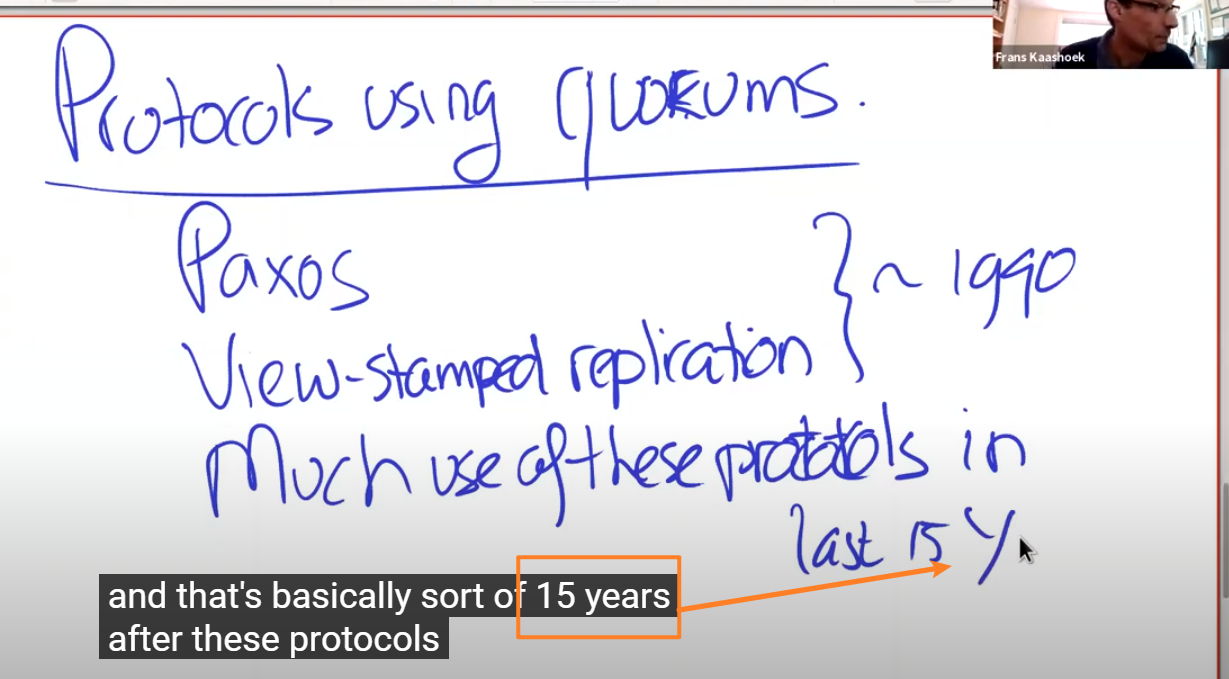 Frans Kaashoek
Protocols using quorums.
Paxos
View-stamped replication } ~ 1990
Much use of these protocols in
last 15 y
and that's basically sort of 15 years
after these protocols